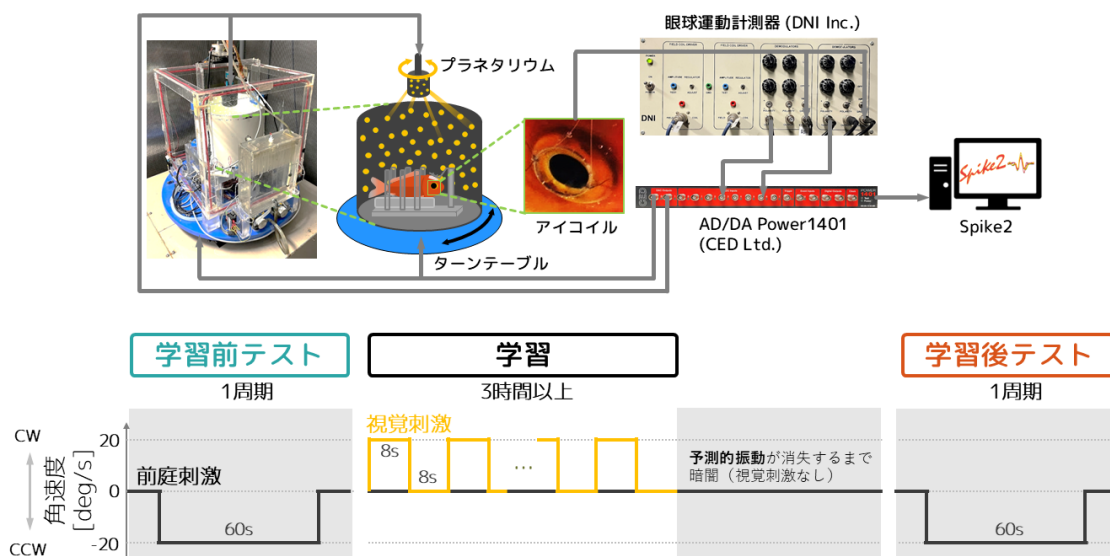 眼球運動計測器 (DNI Inc.)
プラネタリウム
DNI
アイコイル
ターンテーブル
AD/DA Power1401
(CED Ltd.)
Spike2
Spike2
学習前テスト
学習
学習後テスト
1周期
3時間以上
1周期
CW
CCW
角速度
[deg/s]
20
0
-20
前庭刺激
60s
視覚刺激
8s
8s
...
予測的振動が消失するまで
暗闇（視覚刺激なし）
60s